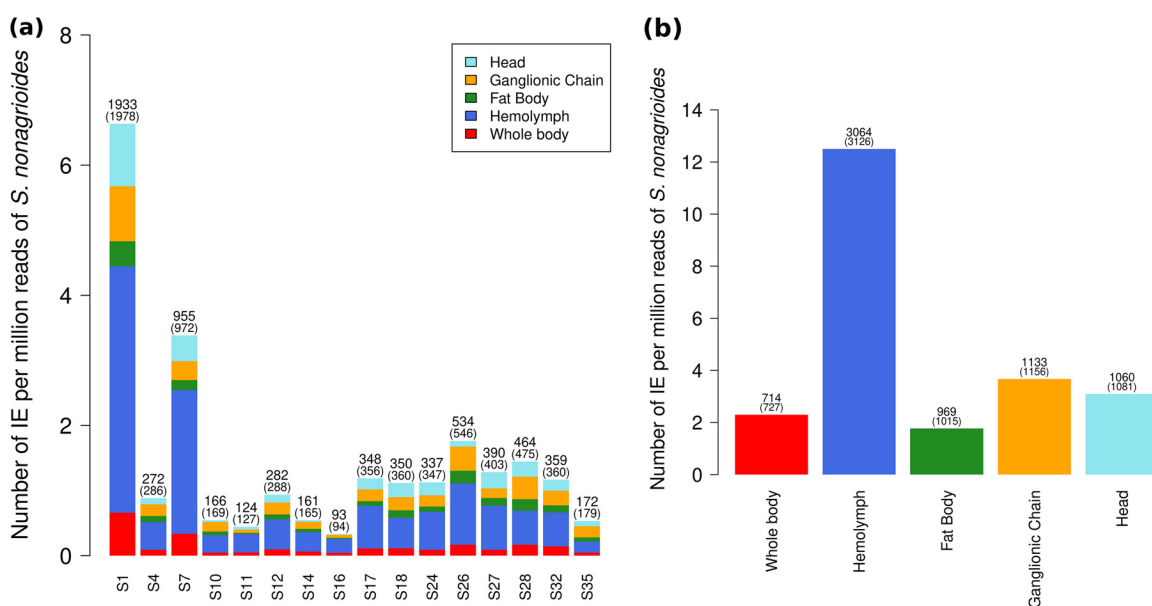 (a)
Number of IE per million reads of S. nonagrioides
8
6
4
2
0
Head
Ganglionic Chain
Fat Body
Hemolymph
Whole body
1933
(1978)
272
(286)
955
(972)
166
(169)
124
(127)
282
(288)
161
(165)
93
(94)
348
(356)
350
(360)
337
(347)
534
(546)
390
(403)
464
(475)
359
(360)
172
(179)
S1
S4
S7
S10
S11
S12
S14
S16
S17
S18
S24
S26
S27
S28
S32
S35
(b)
Number of IE per million reads of S. nonagrioides
14
12
10
8
6
4
2
0
714
(727)
3064
(3126)
969
(1015)
1133
(1156)
1060
(1081)
Whole body
Hemolymph
Fat Body
Ganglionic Chain
Head